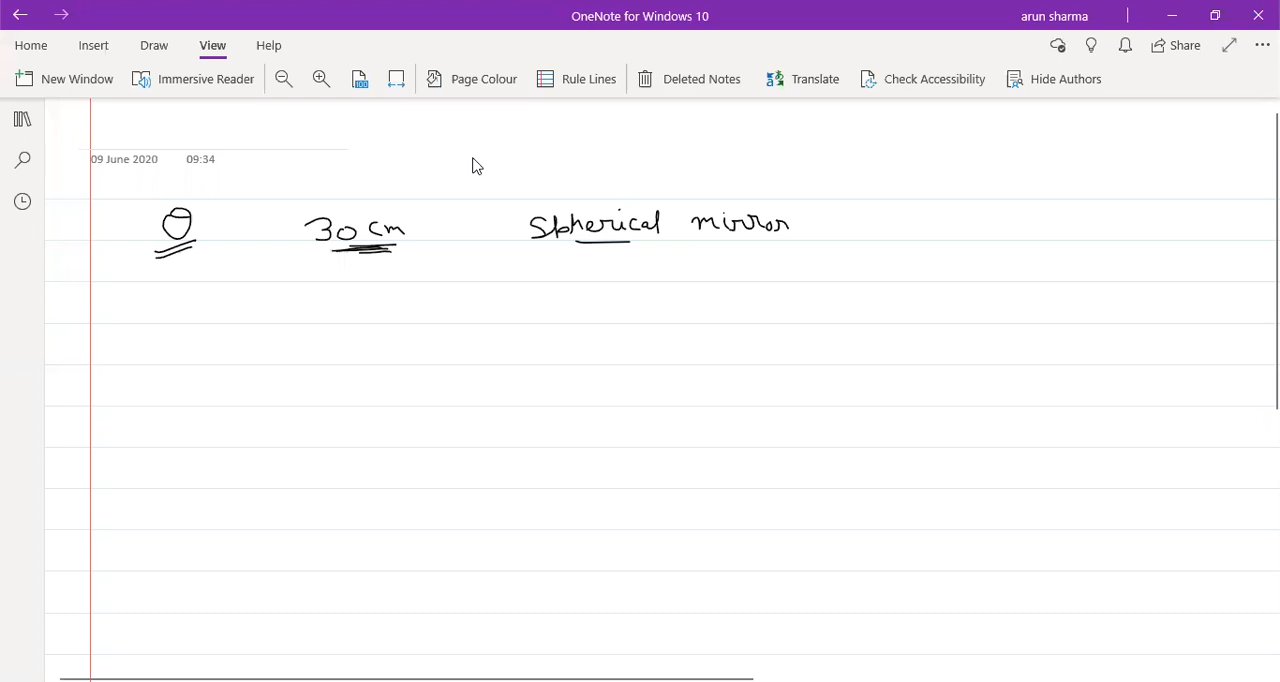 OneNote for Windows 10
arun sharma
Home Insert Draw View Help
Share
New Window Immersive Reader 100 Page Colour Rule Lines Deleted Notes Translate Check Accessibility Hide Authors
09 June 2020 09:34
30 cm Spherical mirror